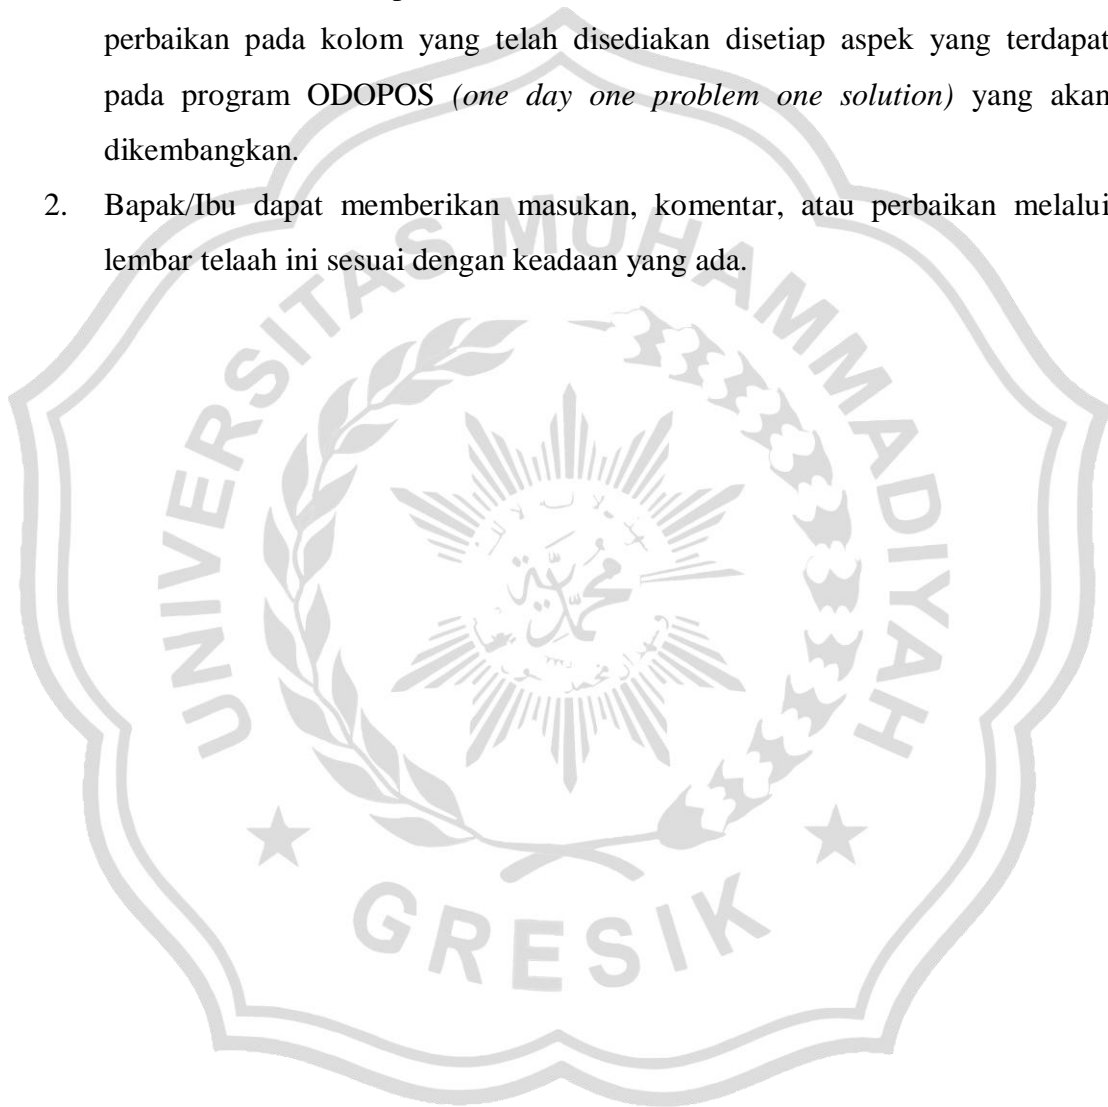 perbaikan pada kolom yang telah disediakan disetiap aspek yang terdapat
pada program ODOPOS (one day one problem one solution) yang akan
dikembangkan.
2. Bapak/Ibu dapat memberikan masukan, komentar, atau perbaikan melalui
lembar telaah ini sesuai dengan keadaan yang ada.
UNIVERSITAS MUHAMMADIYAH
GRESIK